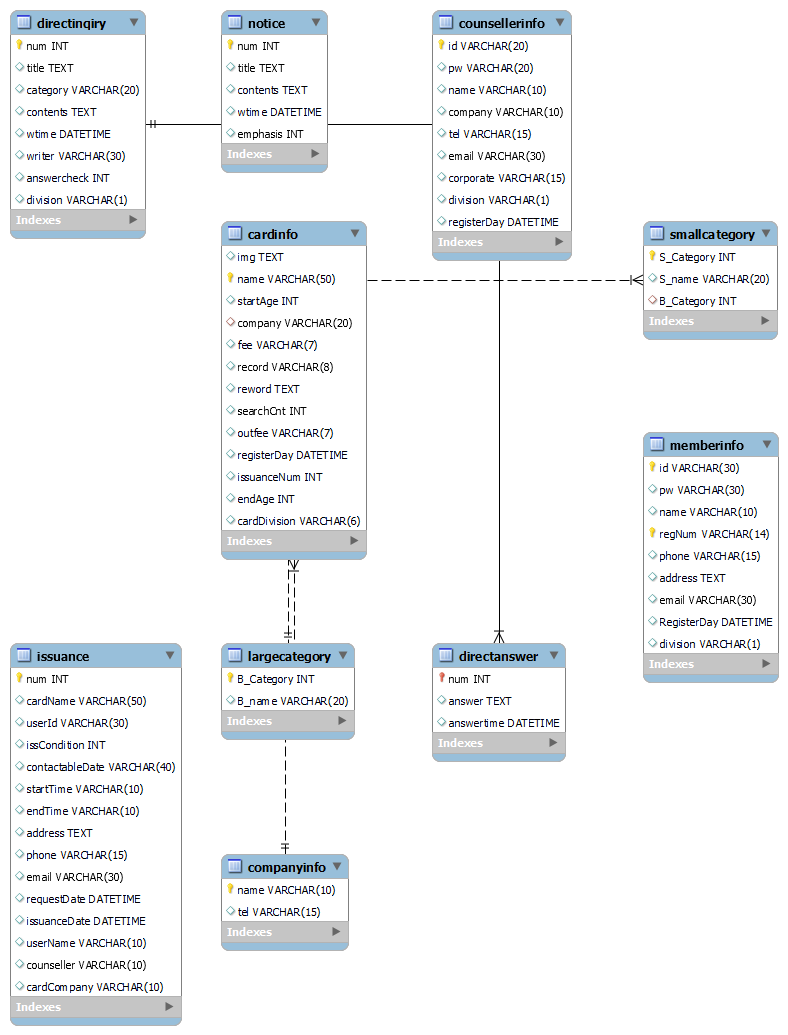 directinqiry
num INT
title TEXT
category VARCHAR(20)
contents TEXT
wtime DATETIME
writer VARCHAR(30)
answercheck INT
division VARCHAR(1)
Indexes
notice
num INT
title TEXT
contents TEXT
wtime DATETIME
emphasis INT
Indexes
counsellerinfo
id VARCHAR(20)
pw VARCHAR(20)
name VARCHAR(10)
company VARCHAR(10)
tel VARCHAR(15)
email VARCHAR(30)
corporate VARCHAR(15)
division VARCHAR(1)
registerDay DATETIME
Indexes
cardinfo
img TEXT
name VARCHAR(50)
startAge INT
company VARCHAR(20)
fee VARCHAR(7)
record VARCHAR(8)
reword TEXT
searchCnt INT
outfee VARCHAR(7)
registerDay DATETIME
issuanceNum INT
endAge INT
cardDivision VARCHAR(6)
Indexes
smallcategory
S_Category INT
S_name VARCHAR(20)
B_Category INT
Indexes
memberinfo
id VARCHAR(30)
pw VARCHAR(30)
name VARCHAR(10)
regNum VARCHAR(14)
phone VARCHAR(15)
address TEXT
email VARCHAR(30)
RegisterDay DATETIME
division VARCHAR(1)
Indexes
issuance
num INT
cardName VARCHAR(50)
userId VARCHAR(30)
issCondition INT
contactableDate VARCHAR(40)
startTime VARCHAR(10)
endTime VARCHAR(10)
address TEXT
phone VARCHAR(15)
email VARCHAR(30)
requestDate DATETIME
issuanceDate DATETIME
userName VARCHAR(10)
counseller VARCHAR(10)
cardCompany VARCHAR(10)
Indexes
largecategory
B_Category INT
B_name VARCHAR(20)
Indexes
directanswer
num INT
answer TEXT
answertime DATETIME
Indexes
companyinfo
name VARCHAR(10)
tel VARCHAR(15)
Indexes